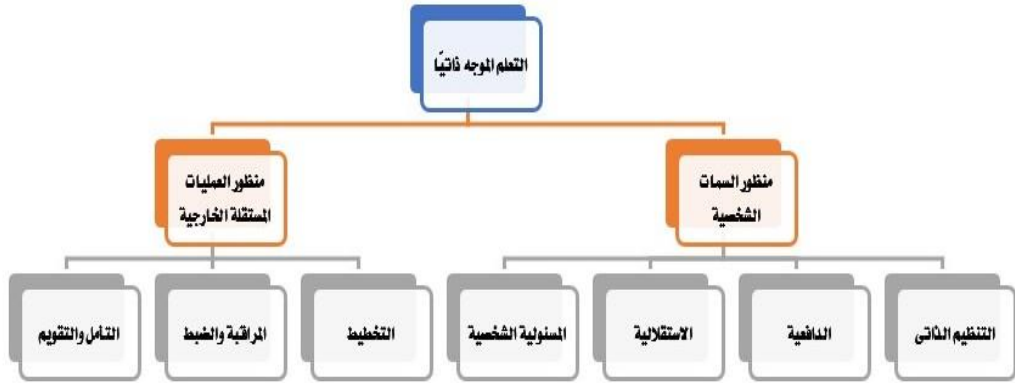 التعلم الموجه ذاتيًا
منظور السمات
الشخصية
منظور العمليات
المستقلة الخارجية
التنظيم الذاتى
الدافعية
الاستقلالية
المسئولية الشخصية
التخطيط
المراقبة والضبط
التأمل والتقويم